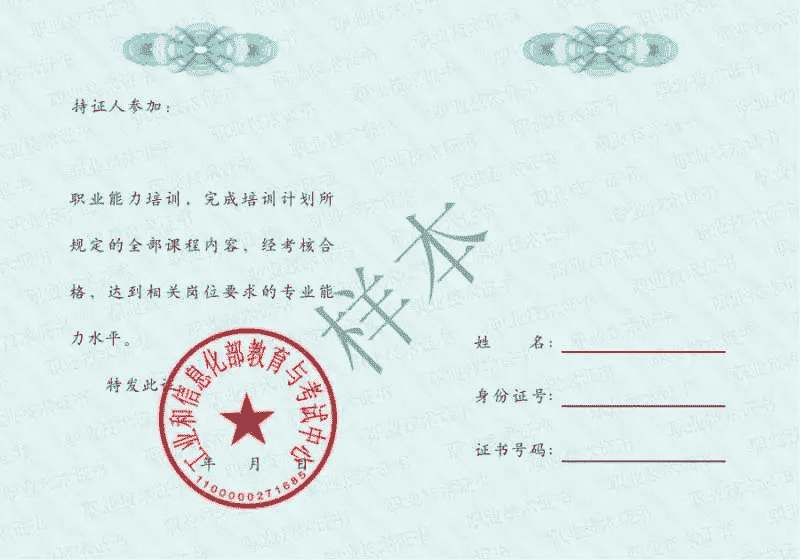 持证人参加：
职业能力培训，完成培训计划所
规定的全部课程内容，经考核合
格，达到相关岗位要求的专业能
力水平。
特发此证。
年 月 日
工业和信息化部教育与考试中心
1100000271685
样本
姓 名：
身份证号：
证书号码：